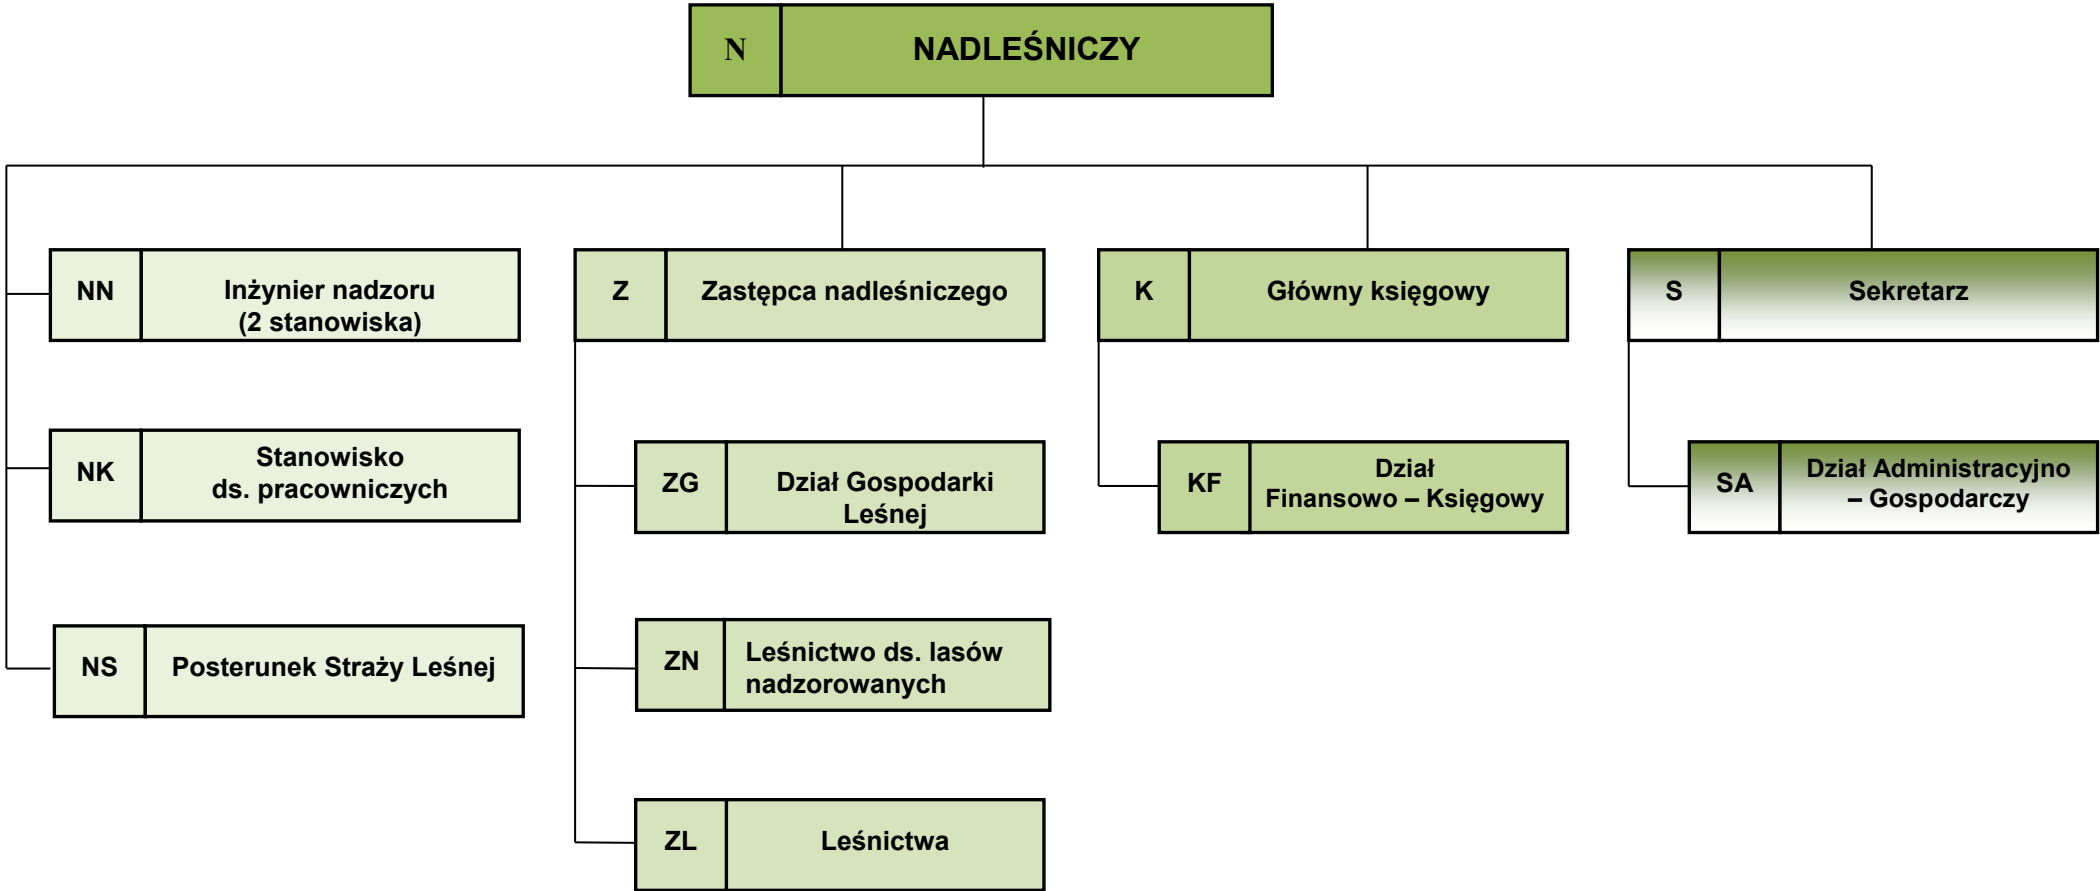 N
NADLEŚNICZY
NN
Inżynier nadzoru
(2 stanowiska)
Z
Zastępca nadleśniczego
K
Główny księgowy
S
Sekretarz
NK
Stanowisko
ds. pracowniczych
ZG
Dział Gospodarki
Leśnej
KF
Dział
Finansowo – Księgowy
SA
Dział Administracyjno
– Gospodarczy
NS
Posterunek Straży Leśnej
ZN
Leśnictwo ds. lasów
nadzorowanych
ZL
Leśnictwa